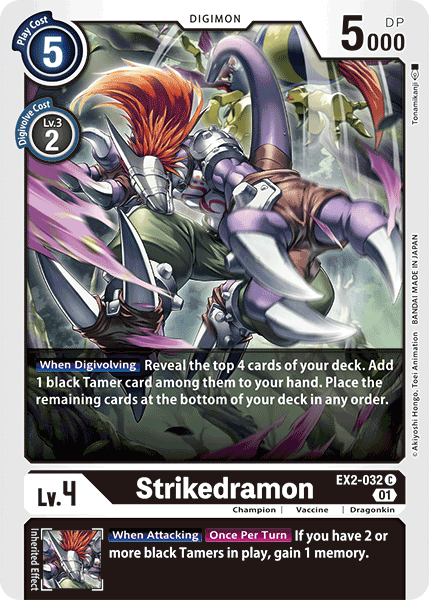 Play Cost
5
DIGIMON
DP
5000
Digivolve Cost
Lv.3
2
Tonamikanji
When Digivolving Reveal the top 4 cards of your deck. Add
1 black Tamer card among them to your hand. Place the
remaining cards at the bottom of your deck in any order.
©Akiyoshi Hongo, Toei Animation BANDAI MADE IN JAPAN
Lv.4
Strikedramon
EX2-032 C
01
Champion | Vaccine | Dragonkin
Inherited Effect
When Attacking Once Per Turn If you have 2 or
more black Tamers in play, gain 1 memory.